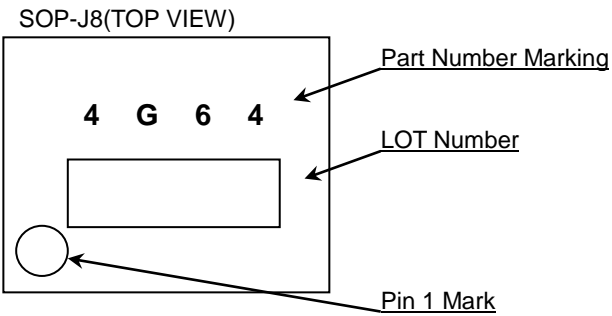 SOP-J8(TOP VIEW)
Part Number Marking
4 G 6 4
LOT Number
Pin 1 Mark